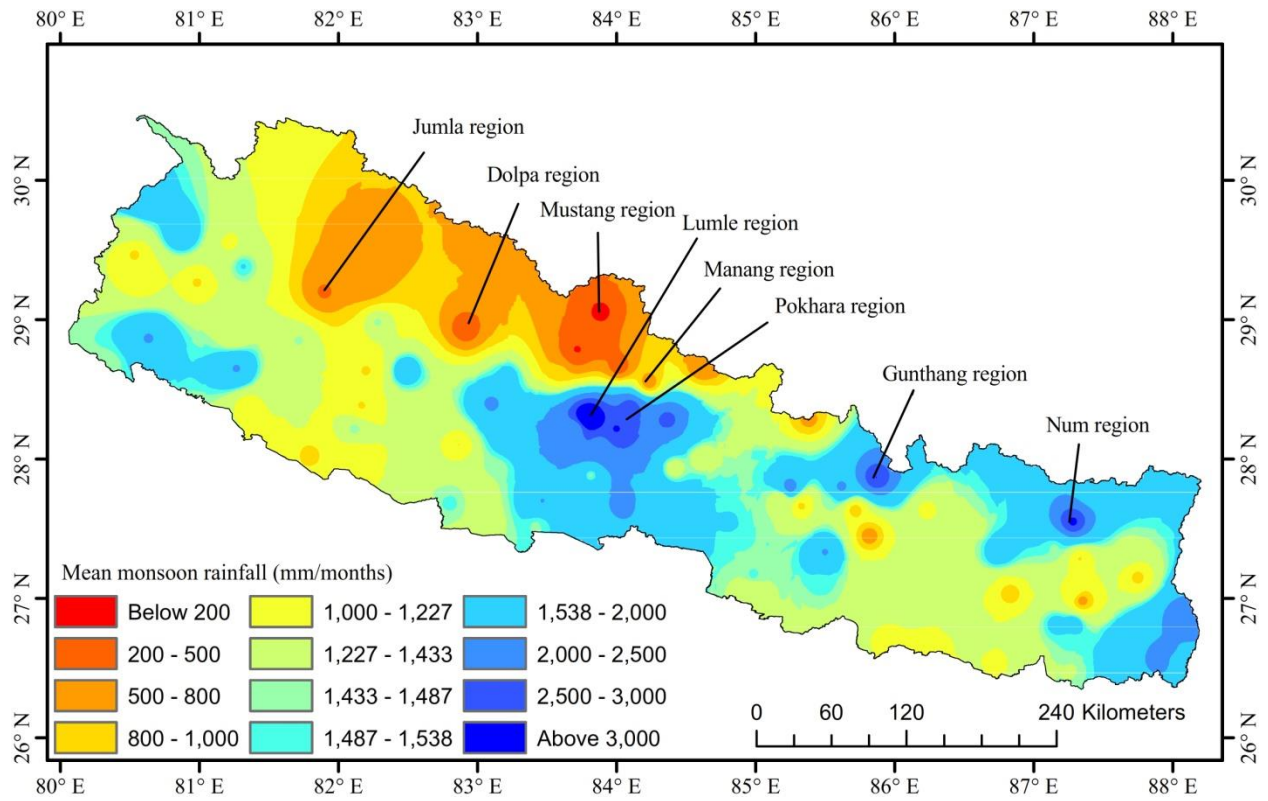 80° E 81° E 82° E 83° E 84° E 85° E 86° E 87° E 88° E
30° N
29° N
28° N
27° N
26° N
30° N
29° N
28° N
27° N
26° N
Jumla region
Dolpa region
Mustang region
Lumle region
Manang region
Pokhara region
Gunthang region
Num region
Mean monsoon rainfall (mm/months)
Below 200
200 - 500
500 - 800
800 - 1,000
1,000 - 1,227
1,227 - 1,433
1,433 - 1,487
1,487 - 1,538
1,538 - 2,000
2,000 - 2,500
2,500 - 3,000
Above 3,000
0 60 120 240 Kilometers
80° E 81° E 82° E 83° E 84° E 85° E 86° E 87° E 88° E